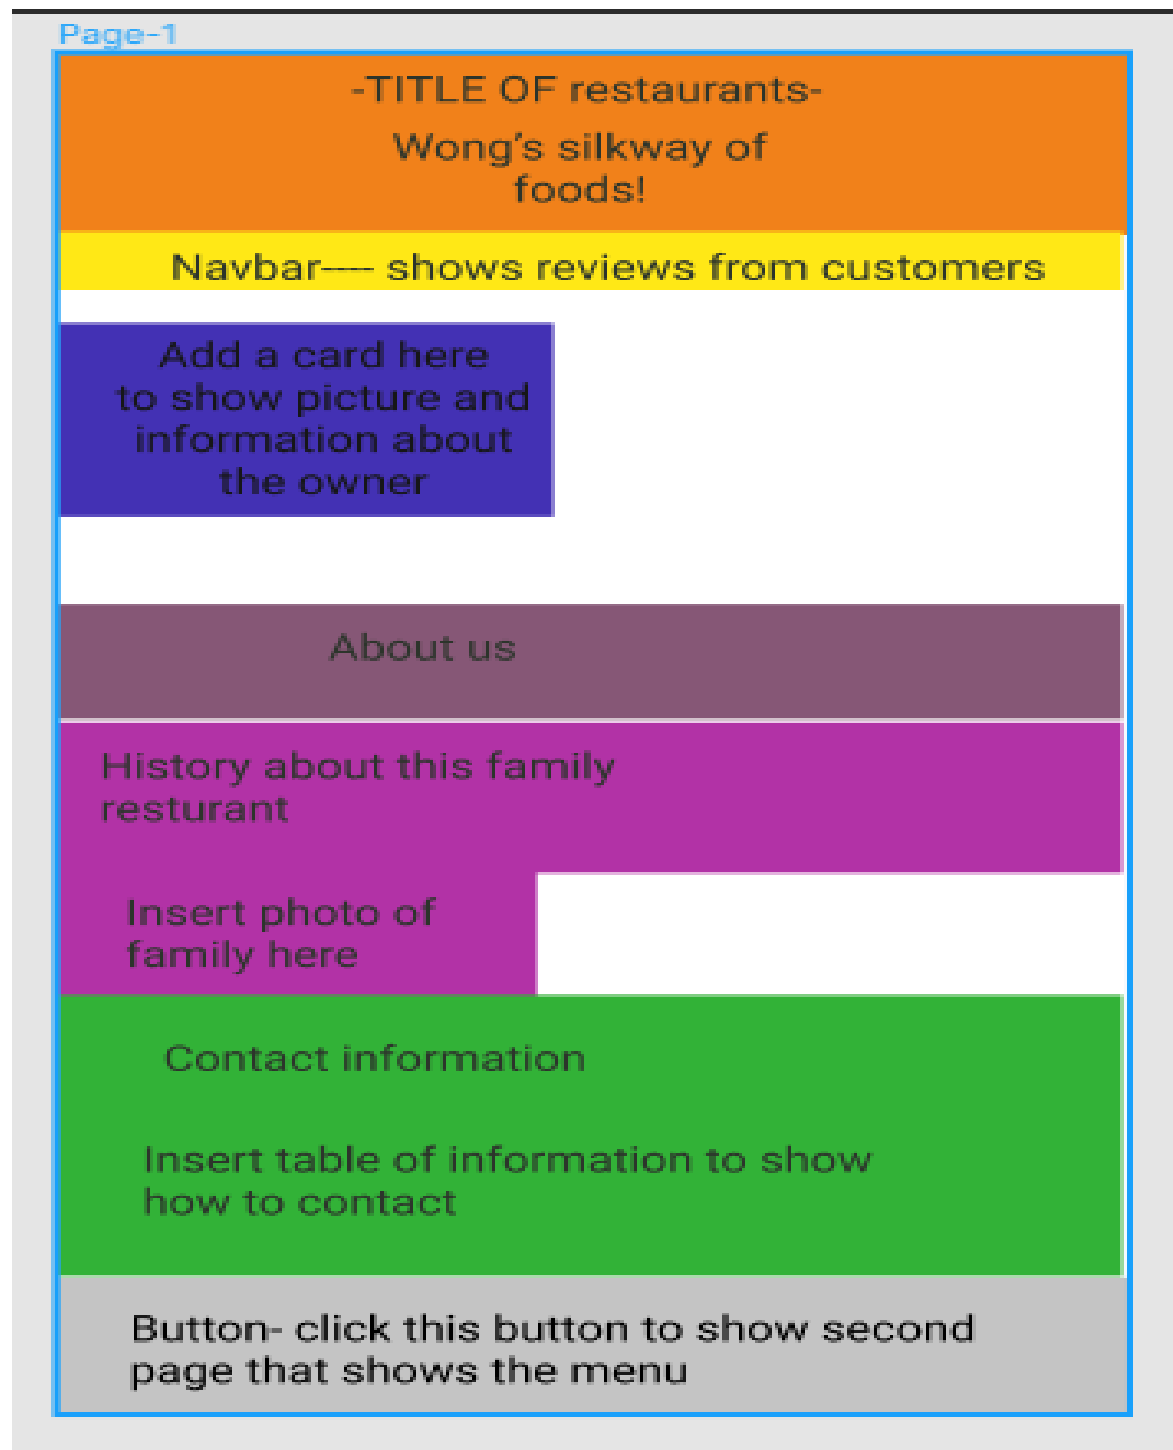 Page-1
-TITLE OF restaurants-
Wong's silkway of
foods!
Navbar---- shows reviews from customers
Add a card here
to show picture and
information about
the owner
About us
History about this family
resturant
Insert photo of
family here
Contact information
Insert table of information to show
how to contact
Button- click this button to show second
page that shows the menu